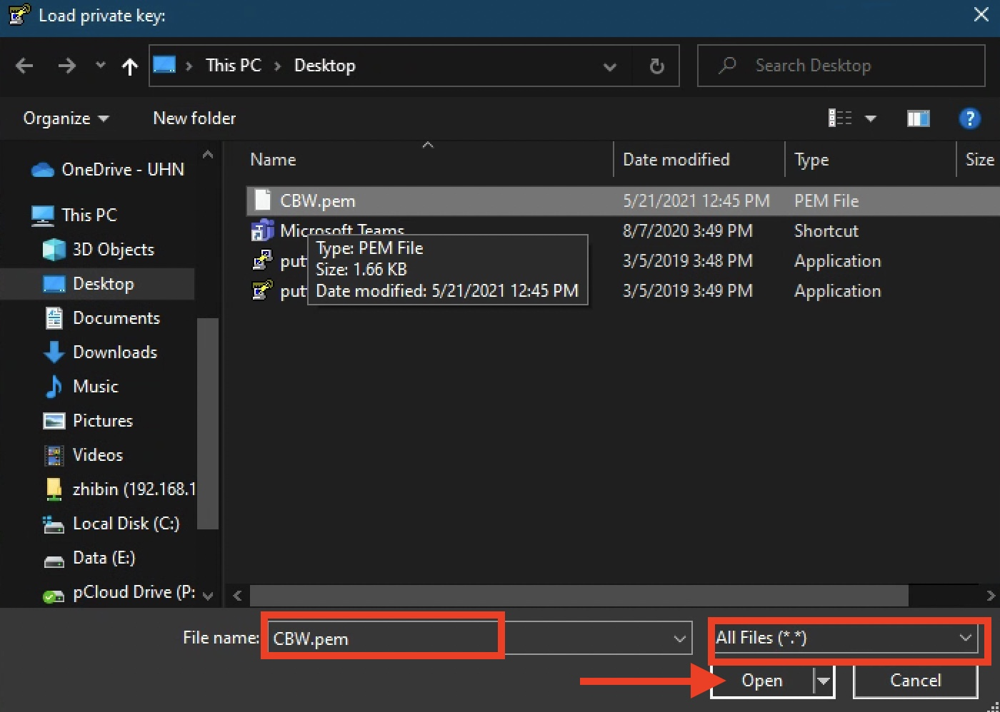 Load private key:
This PC > Desktop
Search Desktop
Organize
New folder
?
OneDrive - UHN
This PC
3D Objects
Desktop
Documents
Downloads
Music
Pictures
Videos
zhibin (192.168.1
Local Disk (C:)
Data (E:)
pCloud Drive (P:
Name Date modified Type Size
CBW.pem 5/21/2021 12:45 PM PEM File
Microsoft Teams 8/7/2020 3:49 PM Shortcut
put 3/5/2019 3:48 PM Application
put 3/5/2019 3:49 PM Application
Type: PEM File
Size: 1.66 KB
Date modified: 5/21/2021 12:45 PM
File name: CBW.pem
All Files (*.*)
Open
Cancel